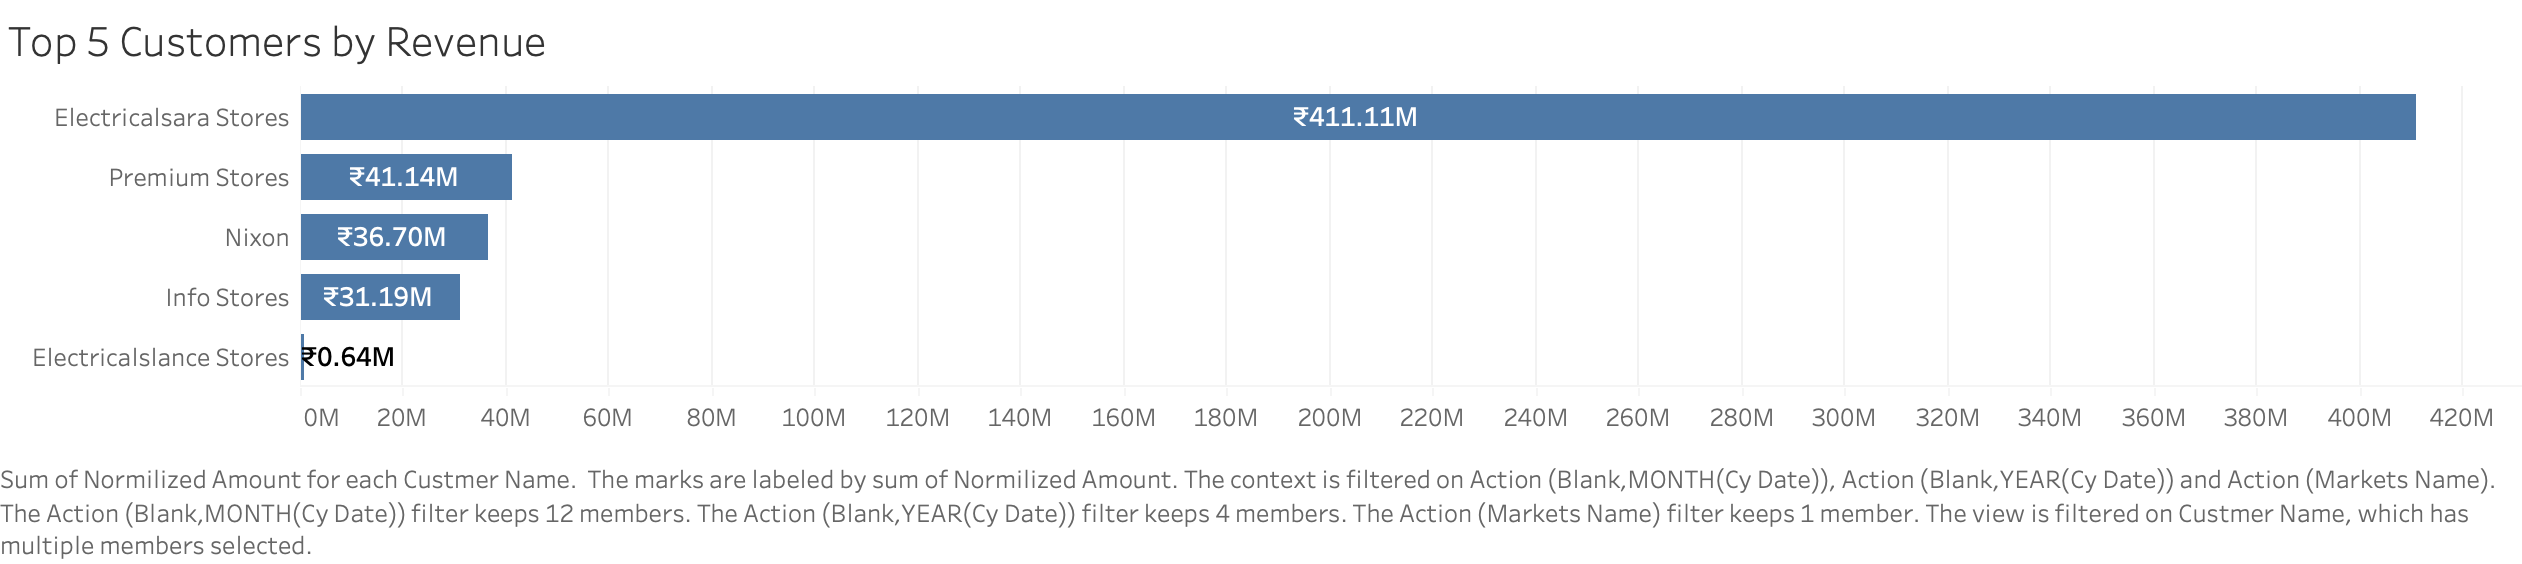 Top 5 Customers by Revenue
Electricalsara Stores ₹411.11M
Premium Stores ₹41.14M
Nixon ₹36.70M
Info Stores ₹31.19M
Electricalslance Stores ₹0.64M
0M 20M 40M 60M 80M 100M 120M 140M 160M 180M 200M 220M 240M 260M 280M 300M 320M 340M 360M 380M 400M 420M
Sum of Normilized Amount for each Custmer Name.  The marks are labeled by sum of Normilized Amount. The context is filtered on Action (Blank,MONTH(Cy Date)), Action (Blank,YEAR(Cy Date)) and Action (Markets Name).
The Action (Blank,MONTH(Cy Date)) filter keeps 12 members. The Action (Blank,YEAR(Cy Date)) filter keeps 4 members. The Action (Markets Name) filter keeps 1 member. The view is filtered on Custmer Name, which has
multiple members selected.